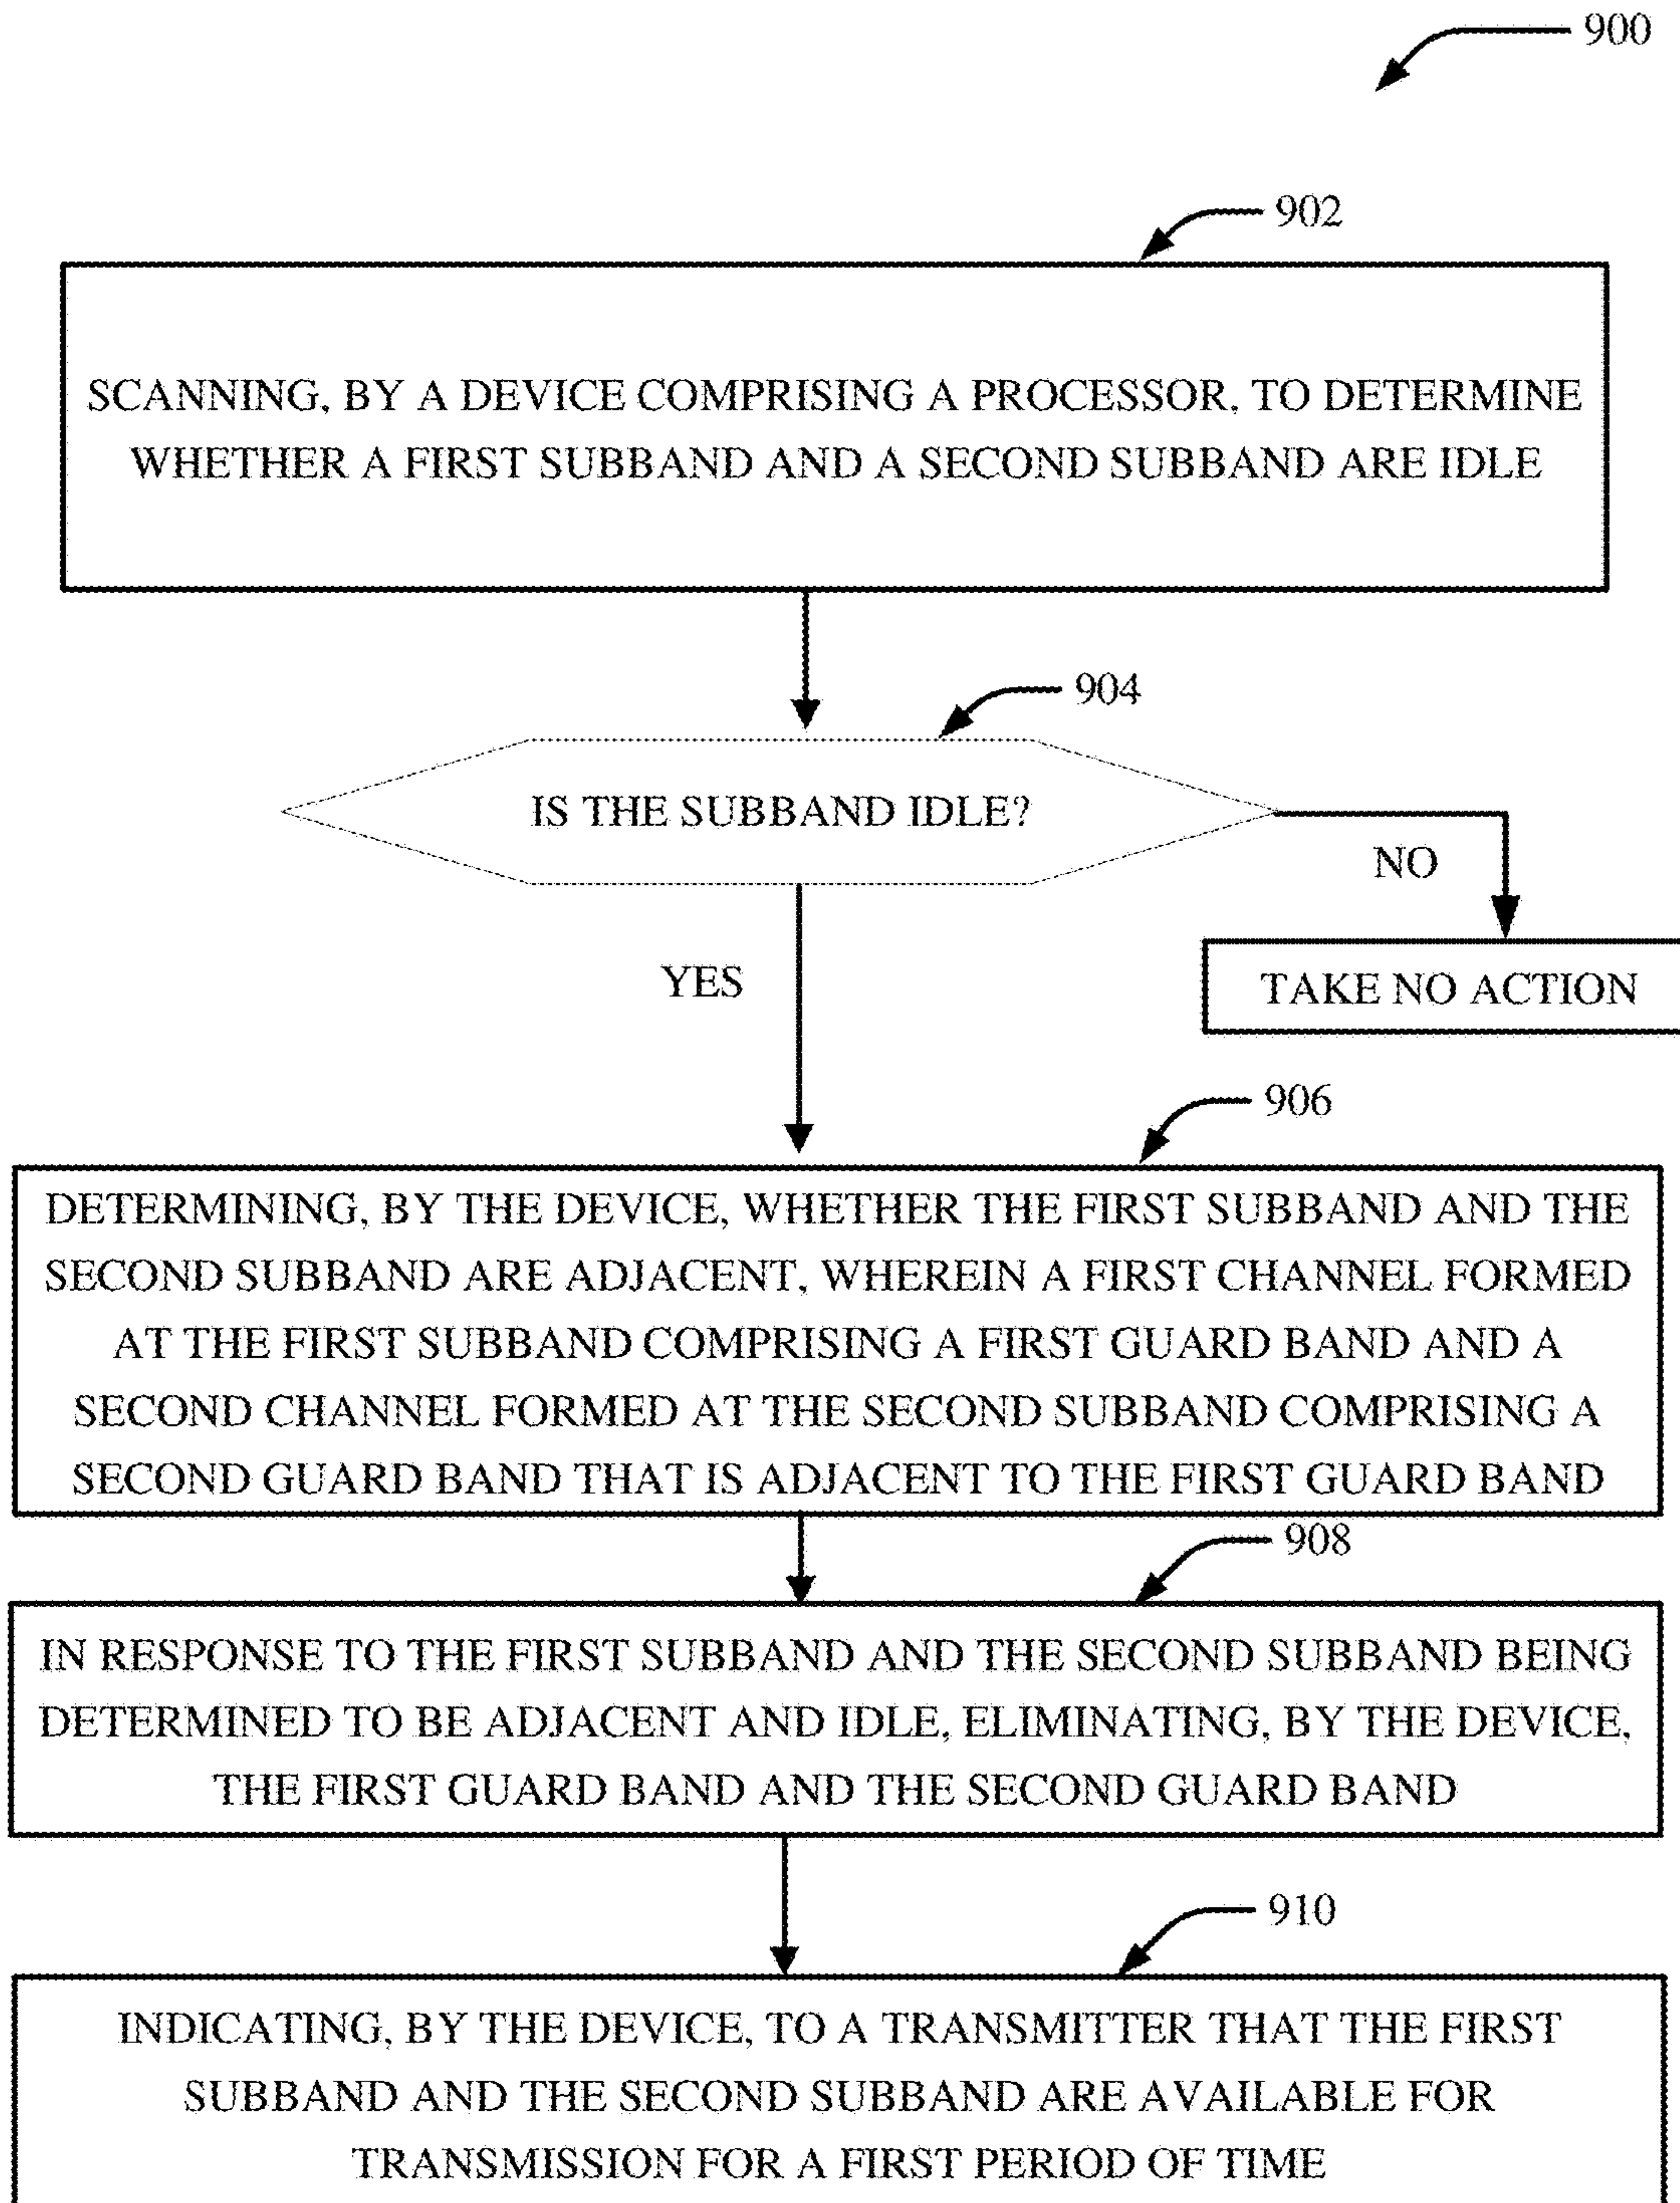 900
902
SCANNING, BY A DEVICE COMPRISING A PROCESSOR, TO DETERMINE
WHETHER A FIRST SUBBAND AND A SECOND SUBBAND ARE IDLE
904
IS THE SUBBAND IDLE?
NO
YES
TAKE NO ACTION
906
DETERMINING, BY THE DEVICE, WHETHER THE FIRST SUBBAND AND THE
SECOND SUBBAND ARE ADJACENT, WHEREIN A FIRST CHANNEL FORMED
AT THE FIRST SUBBAND COMPRISING A FIRST GUARD BAND AND A
SECOND CHANNEL FORMED AT THE SECOND SUBBAND COMPRISING A
SECOND GUARD BAND THAT IS ADJACENT TO THE FIRST GUARD BAND
908
IN RESPONSE TO THE FIRST SUBBAND AND THE SECOND SUBBAND BEING
DETERMINED TO BE ADJACENT AND IDLE, ELIMINATING, BY THE DEVICE,
THE FIRST GUARD BAND AND THE SECOND GUARD BAND
910
INDICATING, BY THE DEVICE, TO A TRANSMITTER THAT THE FIRST
SUBBAND AND THE SECOND SUBBAND ARE AVAILABLE FOR
TRANSMISSION FOR A FIRST PERIOD OF TIME